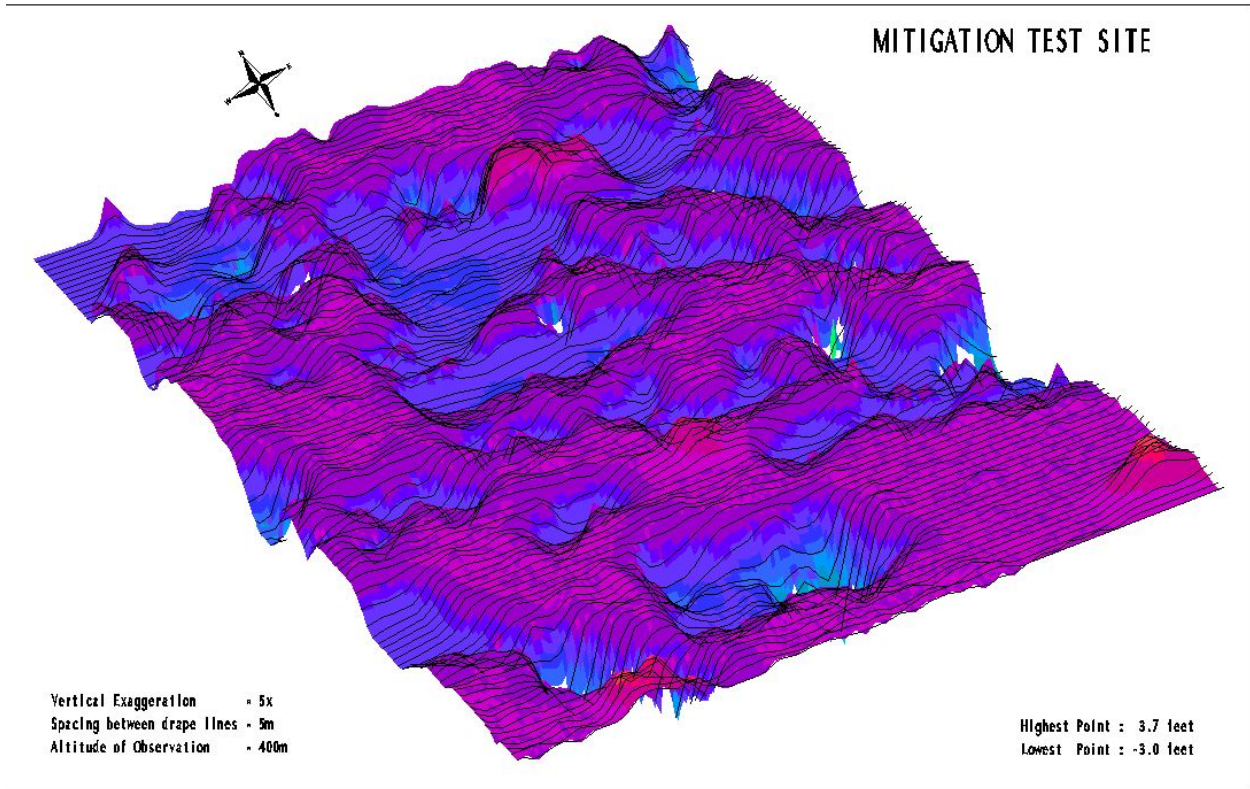 MITIGATION TEST SITE
Vertical Exaggeration = 5x
Spacing between drape lines = 5m
Altitude of Observation = 400m
Highest Point : 3.7 feet
Lowest Point : -3.0 feet